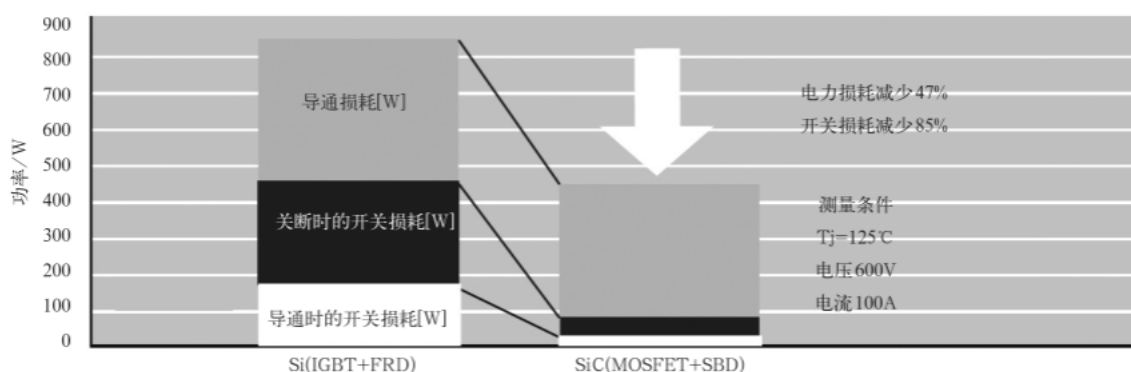 900
800
700
600
500
400
300
200
100
0
功率/W
导通损耗[W]
关断时的开关损耗[W]
导通时的开关损耗[W]
电力损耗减少47%
开关损耗减少85%
测量条件
Tj=125℃
电压600V
电流100A
Si(IGBT+FRD)
SiC(MOSFET+SBD)